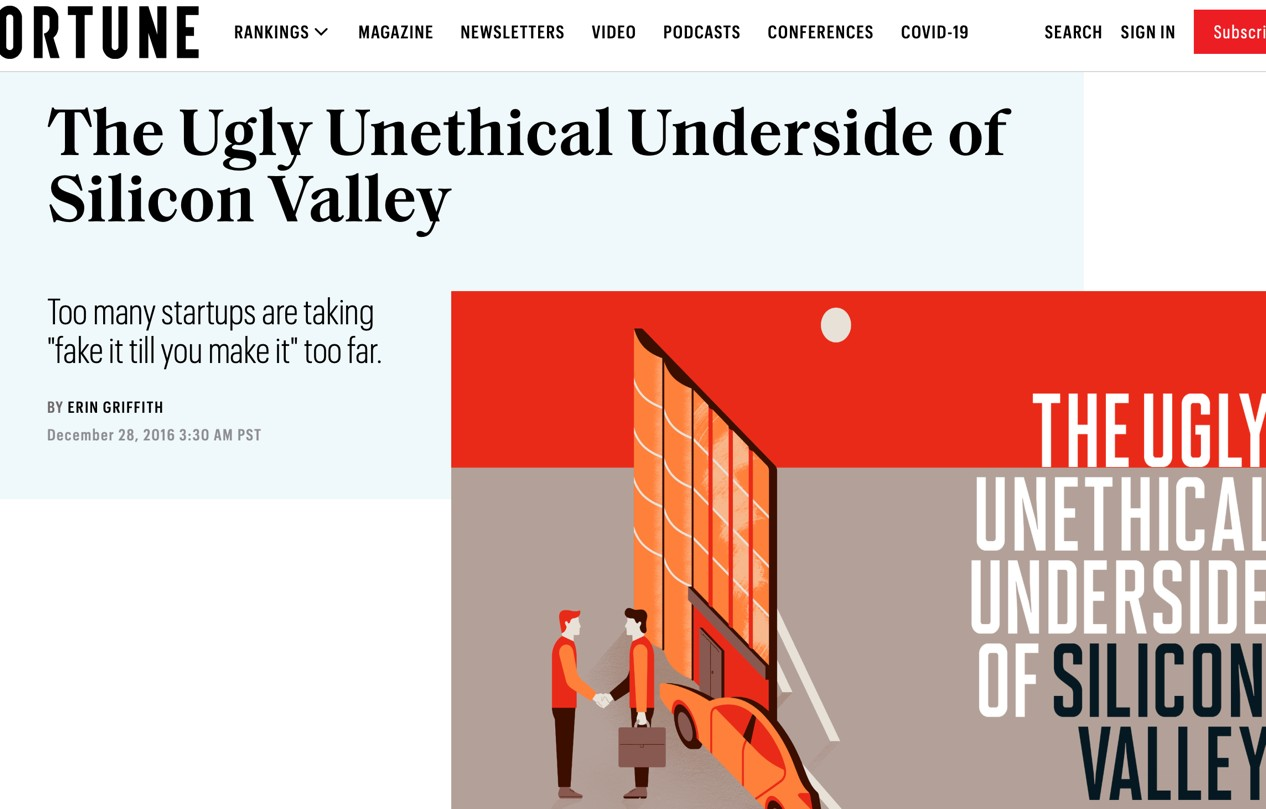 ORTUNE
RANKINGS MAGAZINE NEWSLETTERS VIDEO PODCASTS CONFERENCES COVID-19 SEARCH SIGN IN Subscri
The Ugly Unethical Underside of
Silicon Valley
Too many startups are taking
"fake it till you make it" too far.
BY ERIN GRIFFITH
December 28, 2016 3:30 AM PST
THE UGLY
UNETHICAL
UNDERSIDE
OF SILICON
VALLEY